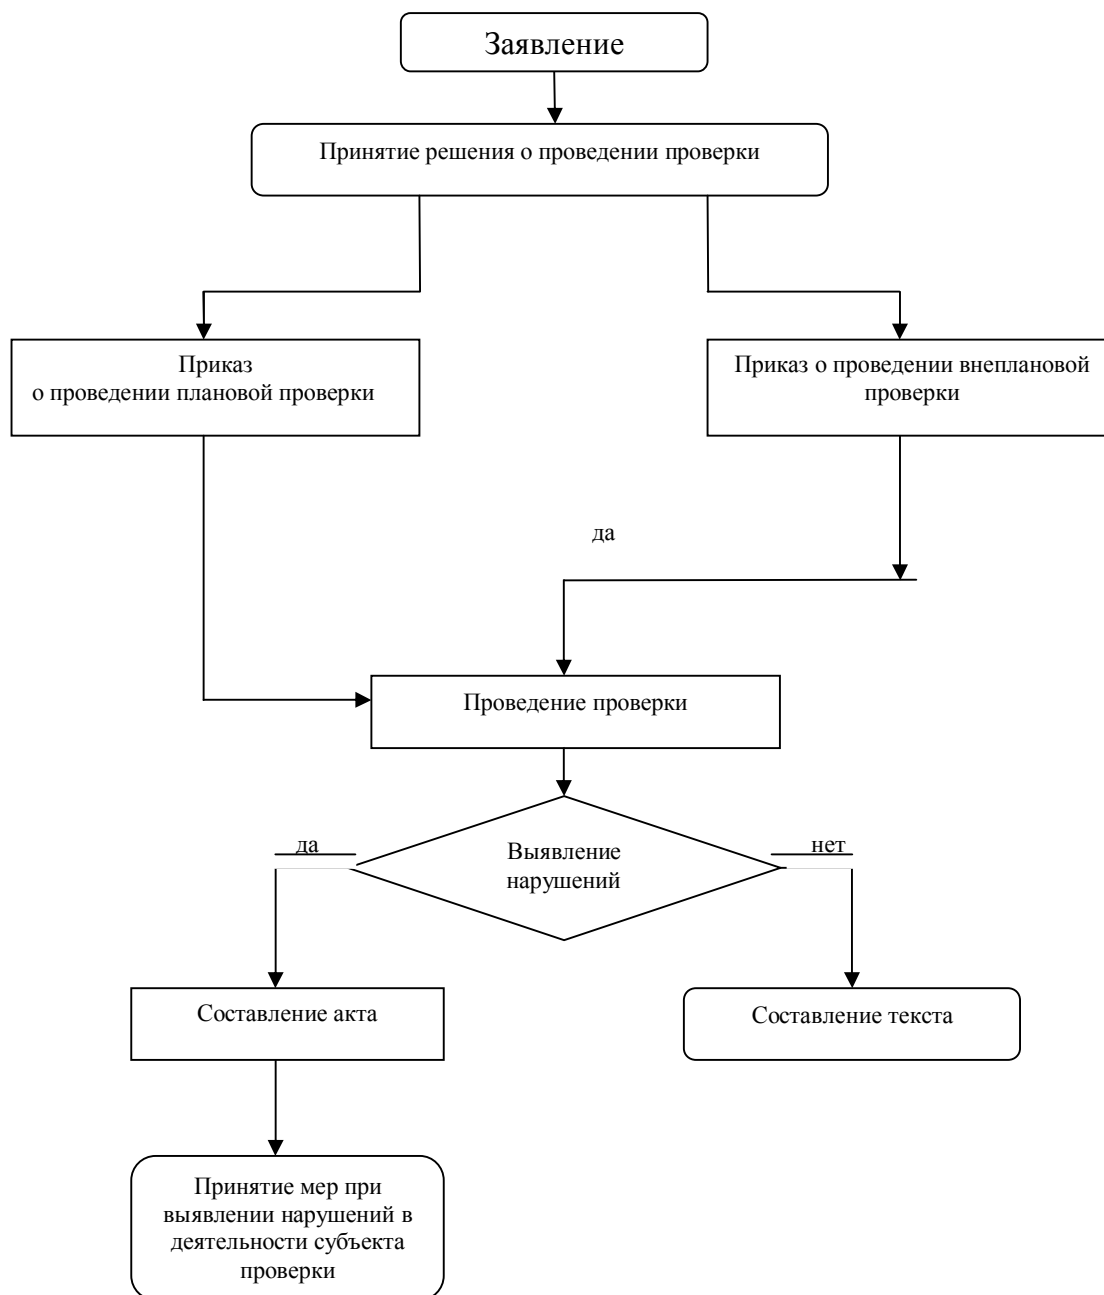 Заявление
Принятие решения о проведении проверки
Приказ
о проведении плановой проверки
Приказ о проведении внеплановой
проверки
да
Проведение проверки
да
Выявление
нарушений
нет
Составление акта
Составление текста
Принятие мер при
выявлении нарушений в
деятельности субъекта
проверки